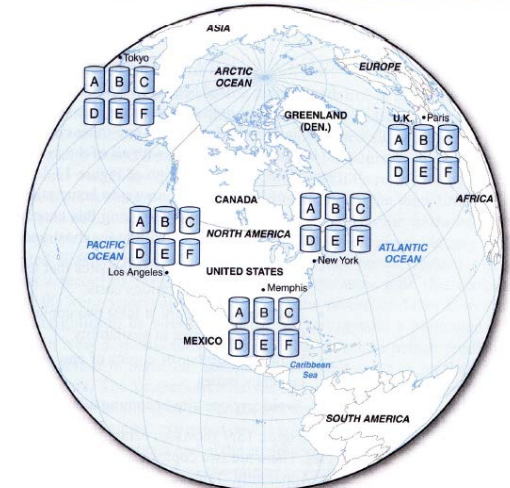 ASIA
Tokyo
A B C
D E F
ARCTIC
OCEAN
EUROPE
GREENLAND
(DEN.)
U.K.
Paris
A B C
D E F
AFRICA
CANADA
A B C
D E F
A B C
D E F
NORTH AMERICA
PACIFIC
OCEAN
ATLANTIC
OCEAN
Los Angeles
New York
UNITED STATES
Memphis
A B C
D E F
MEXICO
Caribbean
Sea
SOUTH AMERICA